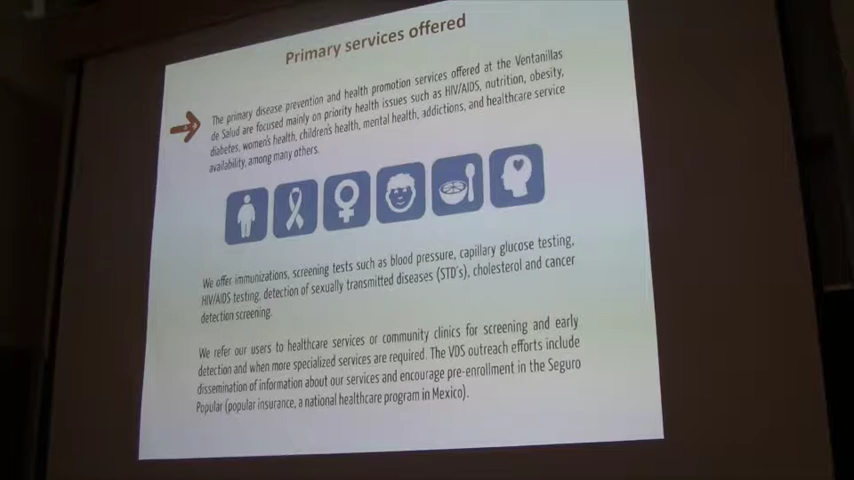 Primary services offered
The primary disease prevention and health promotion services offered at the Ventanillas
de Salud are focused mainly on priority health issues such as HIV/AIDS, nutrition, obesity,
diabetes, women's health, children's health, mental health, addictions, and healthcare service
availability, among many others.
We offer immunizations, screening tests such as blood pressure, capillary glucose testing,
HIV/AIDS testing, detection of sexually transmitted diseases (STD's), cholesterol and cancer
detection screening.
We refer our users to healthcare services or community clinics for screening and early
detection and when more specialized services are required. The VDS outreach efforts include
dissemination of information about our services and encourage pre-enrollment in the Seguro
Popular (popular insurance, a national healthcare program in Mexico).